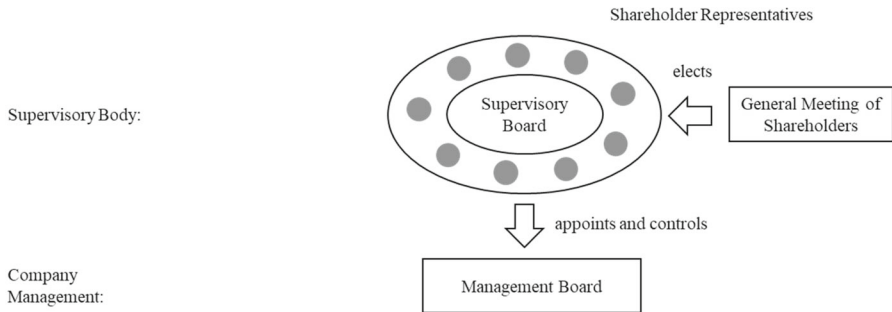 Shareholder Representatives
elects
Supervisory Body:
Supervisory
Board
General Meeting of
Shareholders
appoints and controls
Company
Management:
Management Board